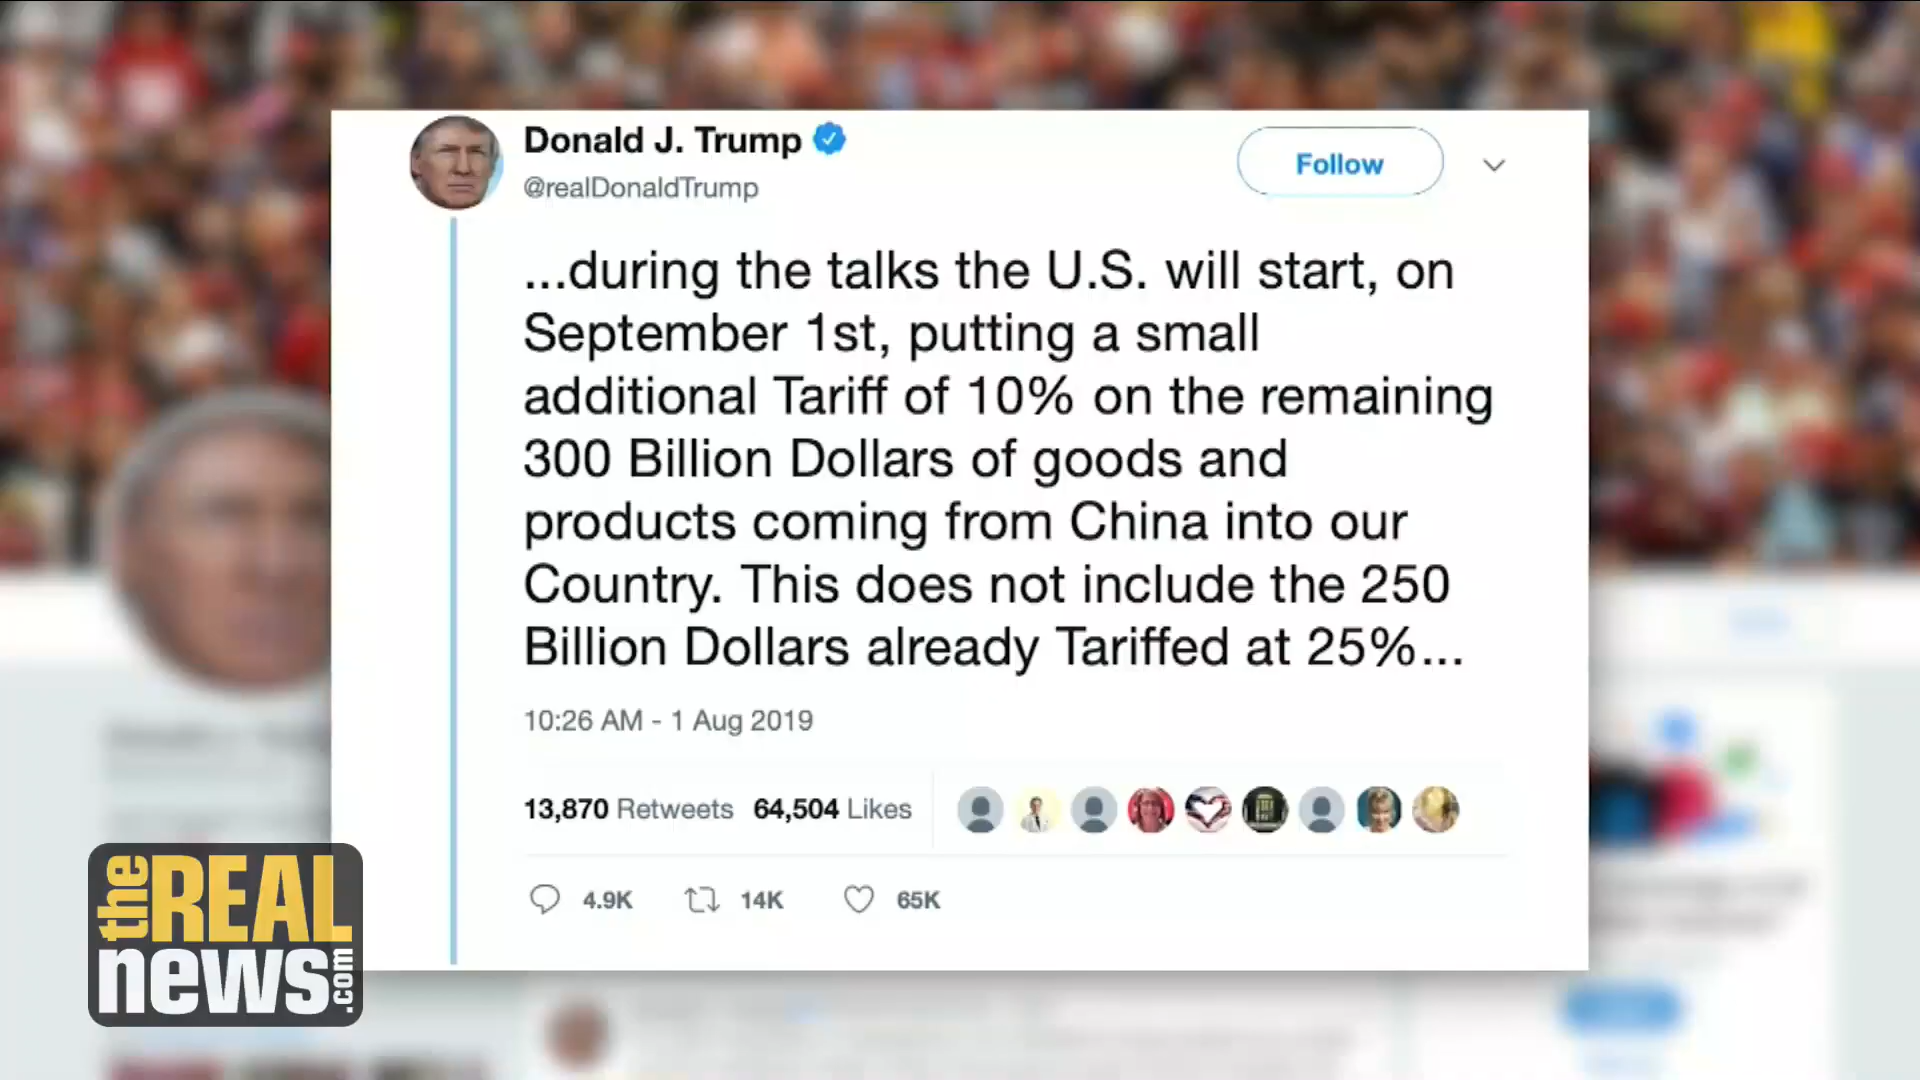 Donald J. Trump
@realDonaldTrump
Follow
...during the talks the U.S. will start, on
September 1st, putting a small
additional Tariff of 10% on the remaining
300 Billion Dollars of goods and
products coming from China into our
Country. This does not include the 250
Billion Dollars already Tariffed at 25%...
10:26 AM - 1 Aug 2019
13,870 Retweets 64,504 Likes
4.9K 14K 65K
the REAL
news.com